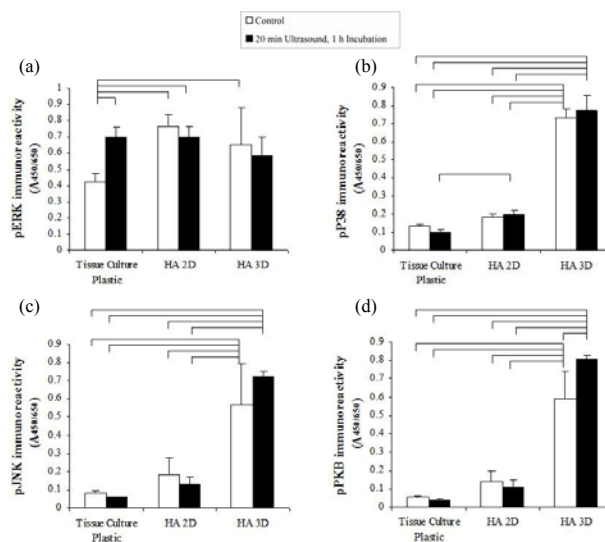 Control
20 min Ultrasound, 1 h Incubation
(a)
pERK immunoreactivity
(A450/650)
1
0.9
0.8
0.7
0.6
0.5
0.4
0.3
0.2
0.1
0
Tissue Culture
Plastic
HA 2D
HA 3D
(b)
pP38 immunoreactivity
(A450/650)
0.9
0.8
0.7
0.6
0.5
0.4
0.3
0.2
0.1
0
Tissue Culture
Plastic
HA 2D
HA 3D
(c)
pJNK immunoreactivity
(A450/650)
0.9
0.8
0.7
0.6
0.5
0.4
0.3
0.2
0.1
0
Tissue Culture
Plastic
HA 2D
HA 3D
(d)
pPKB immunoreactivity
(A450/650)
0.9
0.8
0.7
0.6
0.5
0.4
0.3
0.2
0.1
0
Tissue Culture
Plastic
HA 2D
HA 3D